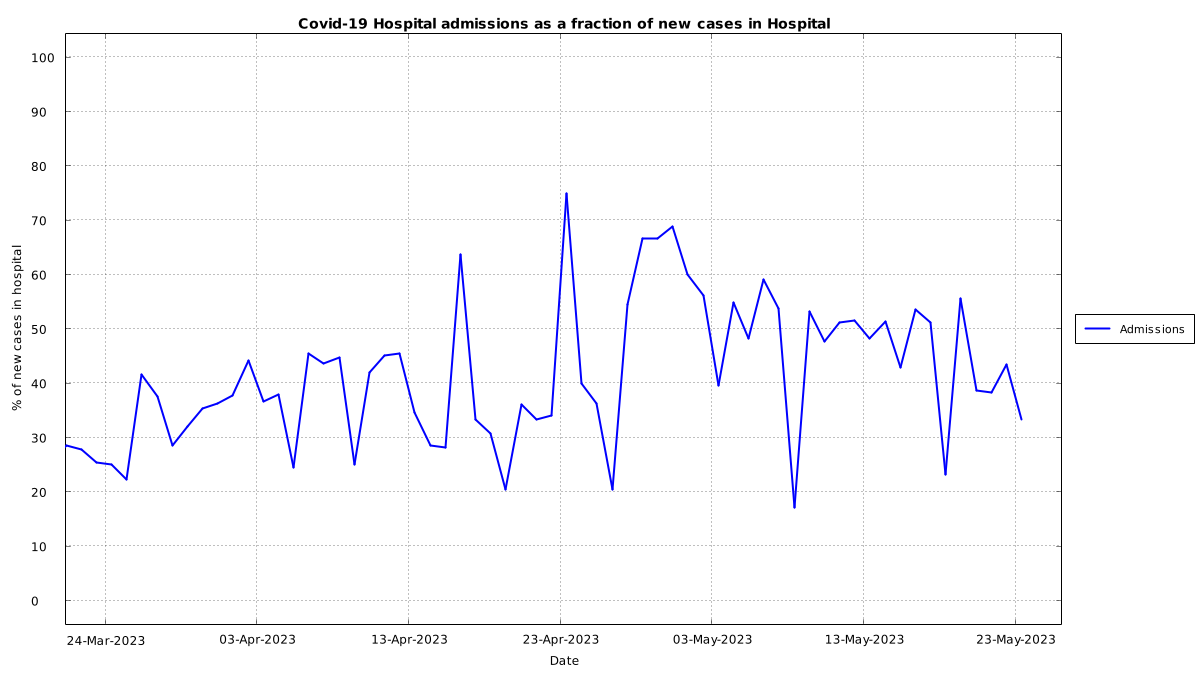 Covid-19 Hospital admissions as a fraction of new cases in Hospital
100
90
80
70
60
50
40
30
20
10
0
% of new cases in hospital
24-Mar-2023 03-Apr-2023 13-Apr-2023 23-Apr-2023 03-May-2023 13-May-2023 23-May-2023
Date
Admissions